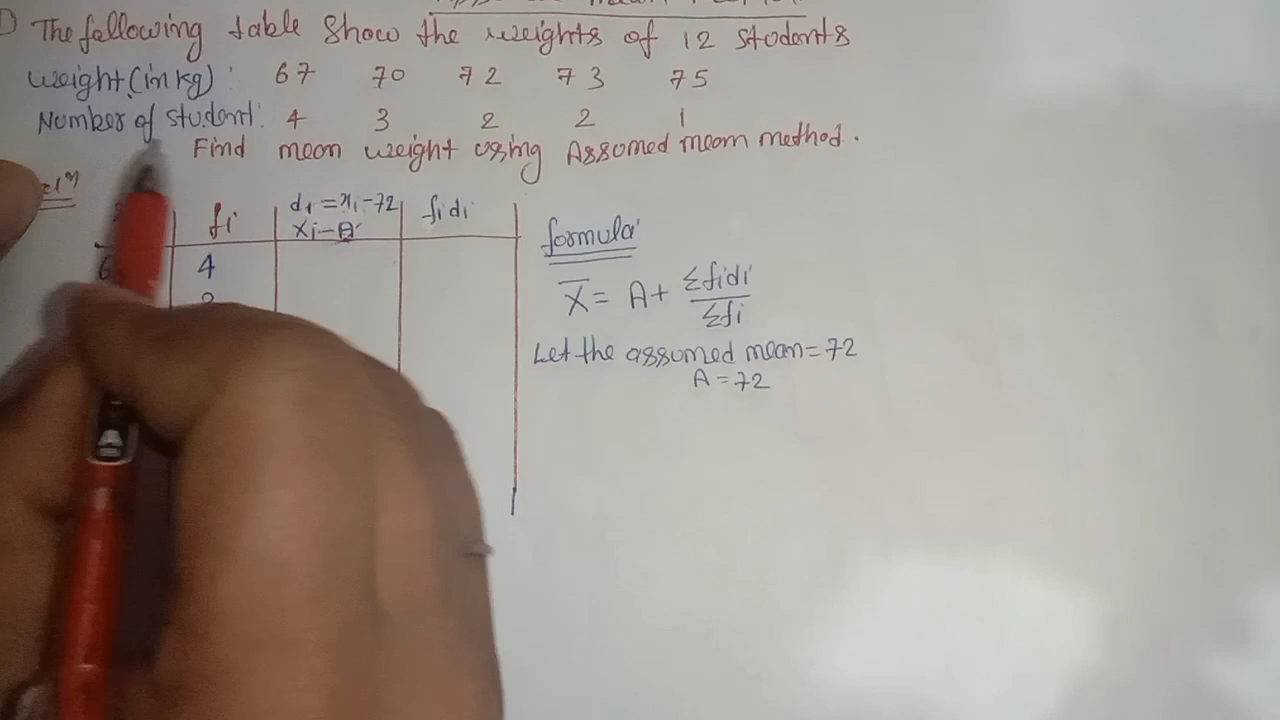 The following table Show the weights of 12 students
Weight (in kg) : 67 70 72 73 75
Number of student : 4 3 2 2 1
Find mean weight using Assumed mean method.
fi di = xi - 72 fidi
xi - A
4
formula
X̄ = A + Σfidi / Σfi
Let the assumed mean = 72
A = 72